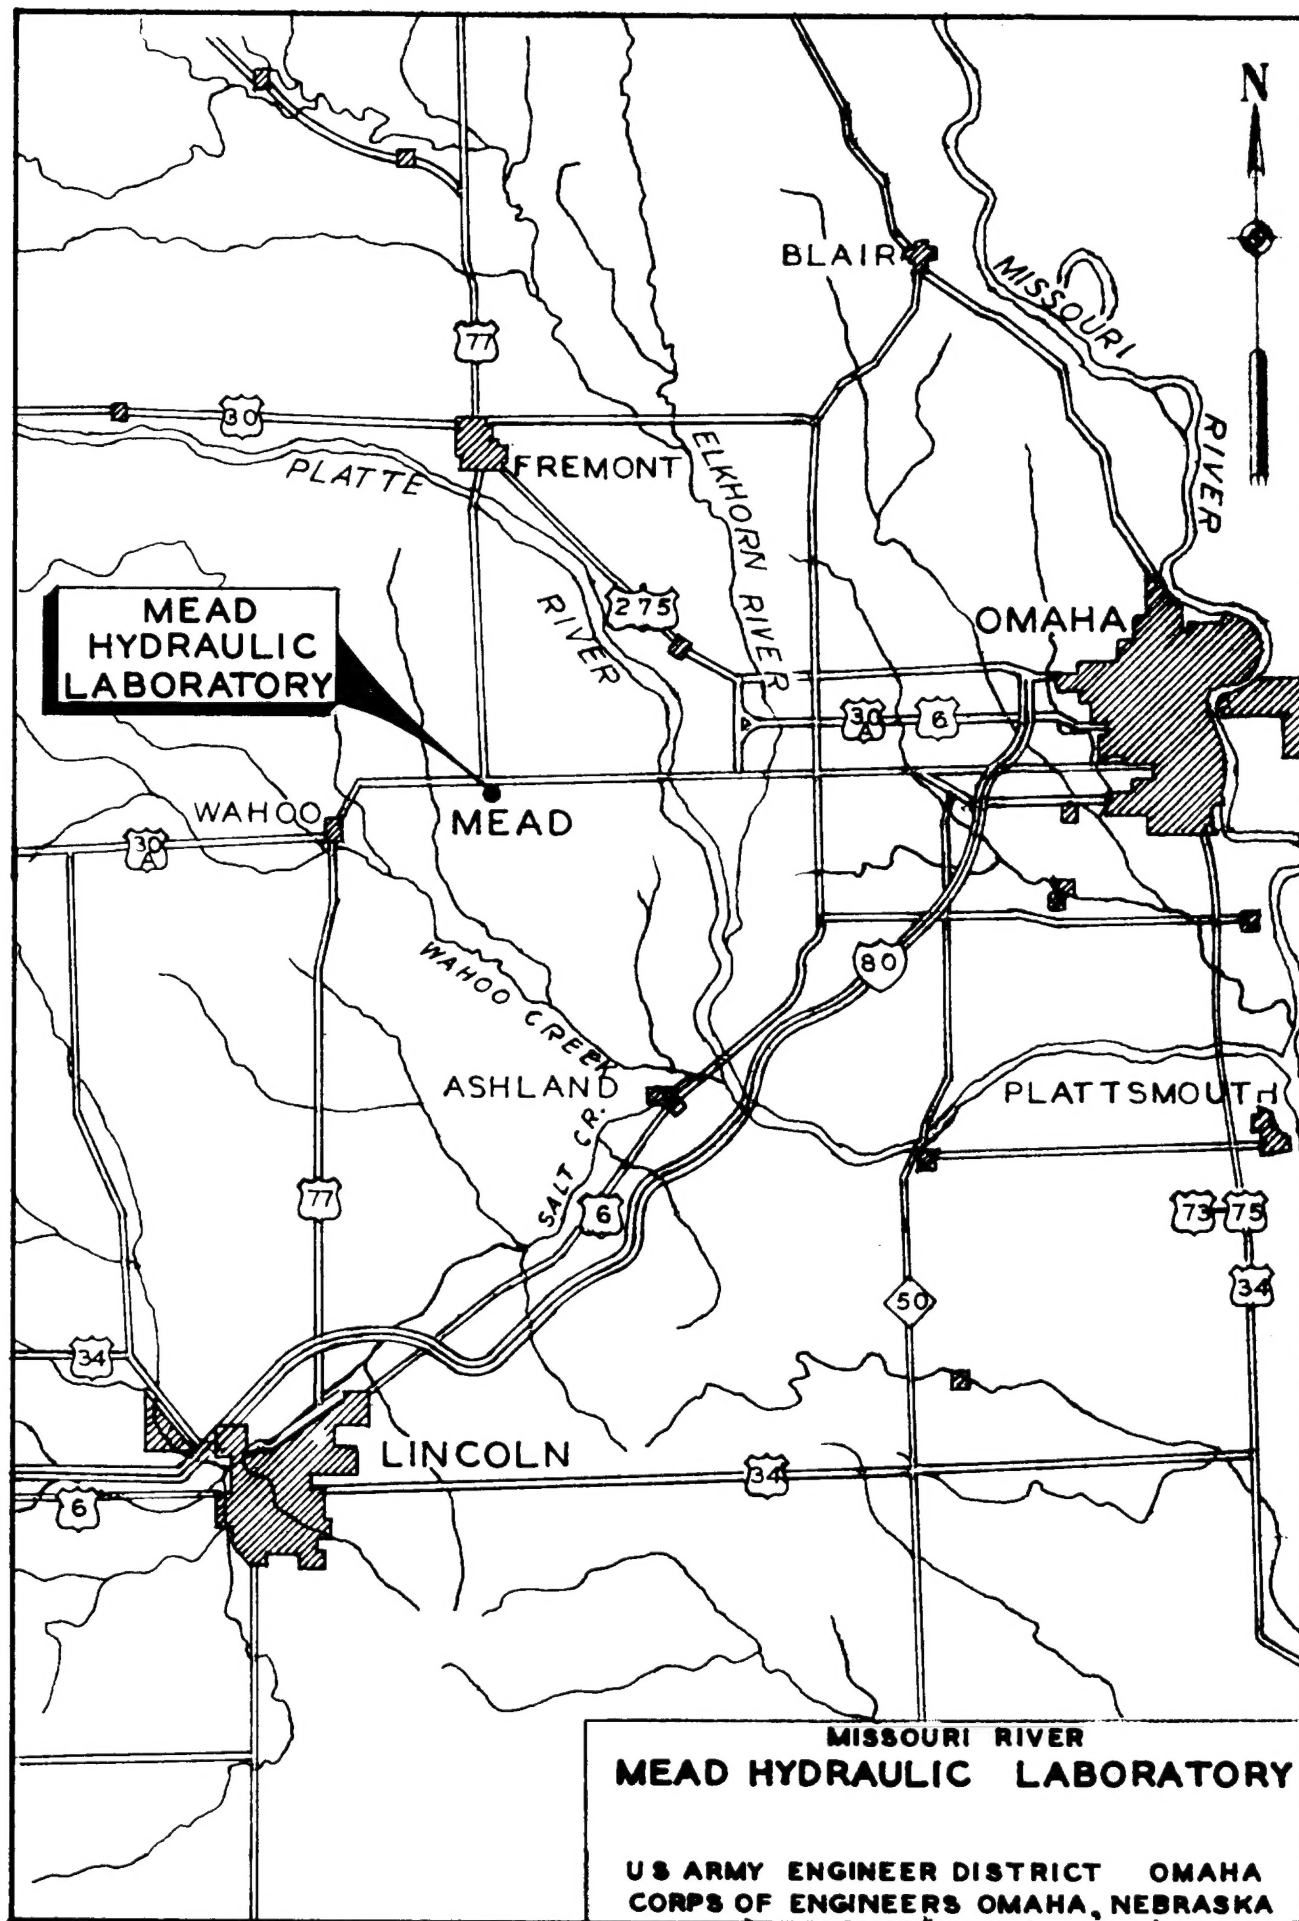 N
BLAIR
MISSOURI
RIVER
77
30
FREMONT
PLATTE
RIVER
ELKHORN RIVER
275
MEAD
HYDRAULIC
LABORATORY
OMAHA
30
A
6
WAHOO
MEAD
30
A
WAHOO CREEK
80
ASHLAND
PLATTSMOUTH
SALT CR.
77
6
73
75
50
34
34
LINCOLN
34
6
MISSOURI RIVER
MEAD HYDRAULIC LABORATORY
US ARMY ENGINEER DISTRICT OMAHA
CORPS OF ENGINEERS OMAHA, NEBRASKA